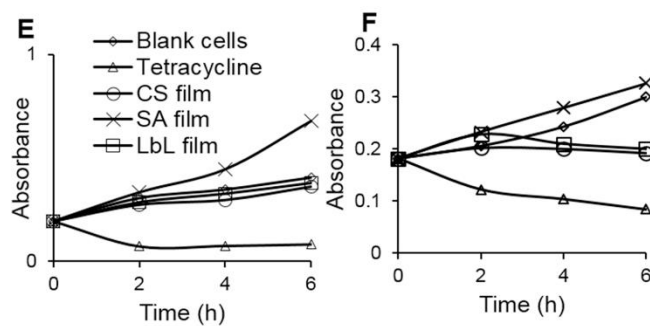 E
1
0
Absorbance
Blank cells
Tetracycline
CS film
SA film
LbL film
0 2 4 6
Time (h)
F
0.4
0.3
0.2
0.1
0
Absorbance
0 2 4 6
Time (h)